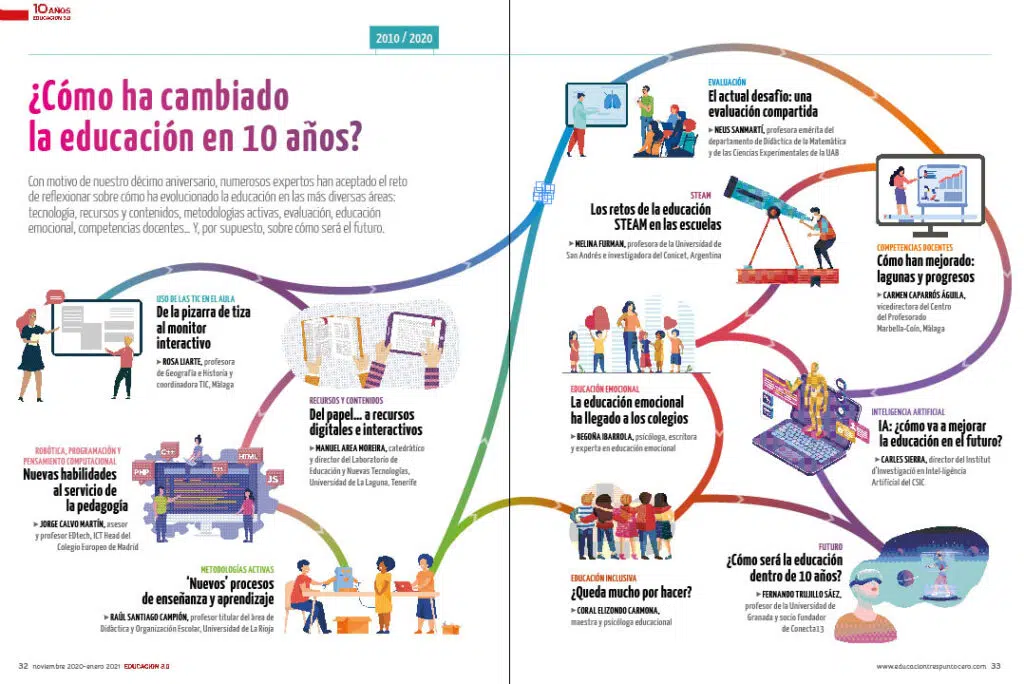 10 AÑOS
EDUCACIÓN 3.0
2010 / 2020
¿Cómo ha cambiado
la educación en 10 años?
Con motivo de nuestro décimo aniversario, numerosos expertos han aceptado el reto
de reflexionar sobre cómo ha evolucionado la educación en las más diversas áreas:
tecnología, recursos y contenidos, metodologías activas, evaluación, educación
emocional, competencias docentes... Y, por supuesto, sobre cómo será el futuro.
USO DE LAS TIC EN EL AULA
De la pizarra de tiza
al monitor
interactivo
► ROSA LIARTE, profesora
de Geografía e Historia y
coordinadora TIC, Málaga
RECURSOS Y CONTENIDOS
Del papel... a recursos
digitales e interactivos
► MANUEL AREA MOREIRA, catedrático
y director del Laboratorio de
Educación y Nuevas Tecnologías,
Universidad de La Laguna, Tenerife
ROBÓTICA, PROGRAMACIÓN Y
PENSAMIENTO COMPUTACIONAL
Nuevas habilidades
al servicio de
la pedagogía
► JORGE CALVO MARTÍN, asesor
y profesor EDtech, ICT Head del
Colegio Europeo de Madrid
C++
HTML
PHP
CSS
JS
METODOLOGÍAS ACTIVAS
'Nuevos' procesos
de enseñanza y aprendizaje
► RAÚL SANTIAGO CAMPIÓN, profesor titular del área de
Didáctica y Organización Escolar, Universidad de La Rioja
32 noviembre 2020-enero 2021 EDUCACIÓN 3.0
EVALUACIÓN
El actual desafío: una
evaluación compartida
► NEUS SANMARTÍ, profesora emérita del
departamento de Didáctica de la Matemática
y de las Ciencias Experimentales de la UAB
STEAM
Los retos de la educación
STEAM en las escuelas
► MELINA FURMAN, profesora de la Universidad de
San Andrés e investigadora del Conicet, Argentina
COMPETENCIAS DOCENTES
Cómo han mejorado:
lagunas y progresos
► CARMEN CAPARRÓS ÁGUILA,
vicedirectora del Centro
del Profesorado
Marbella-Coín, Málaga
EDUCACIÓN EMOCIONAL
La educación emocional
ha llegado a los colegios
► BEGOÑA IBARROLA, psicóloga, escritora
y experta en educación emocional
INTELIGENCIA ARTIFICIAL
IA: ¿cómo va a mejorar
la educación en el futuro?
► CARLES SIERRA, director del Institut
d'Investigació en Intel·ligència
Artificial del CSIC
EDUCACIÓN INCLUSIVA
¿Queda mucho por hacer?
► CORAL ELIZONDO CARMONA,
maestra y psicóloga educacional
FUTURO
¿Cómo será la educación
dentro de 10 años?
► FERNANDO TRUJILLO SÁEZ,
profesor de la Universidad de
Granada y socio fundador
de Conecta13
www.educaciontrespuntocero.com 33